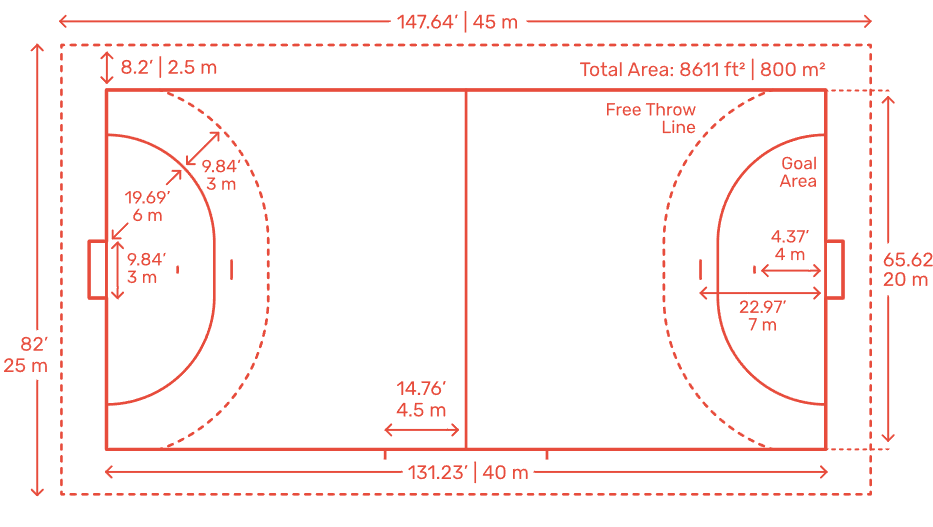 147.64’ | 45 m
8.2’ | 2.5 m
Total Area: 8611 ft² | 800 m²
Free Throw
Line
9.84’
3 m
Goal
Area
19.69’
6 m
4.37’
4 m
9.84’
3 m
65.62
20 m
22.97’
7 m
82’
25 m
14.76’
4.5 m
131.23’ | 40 m